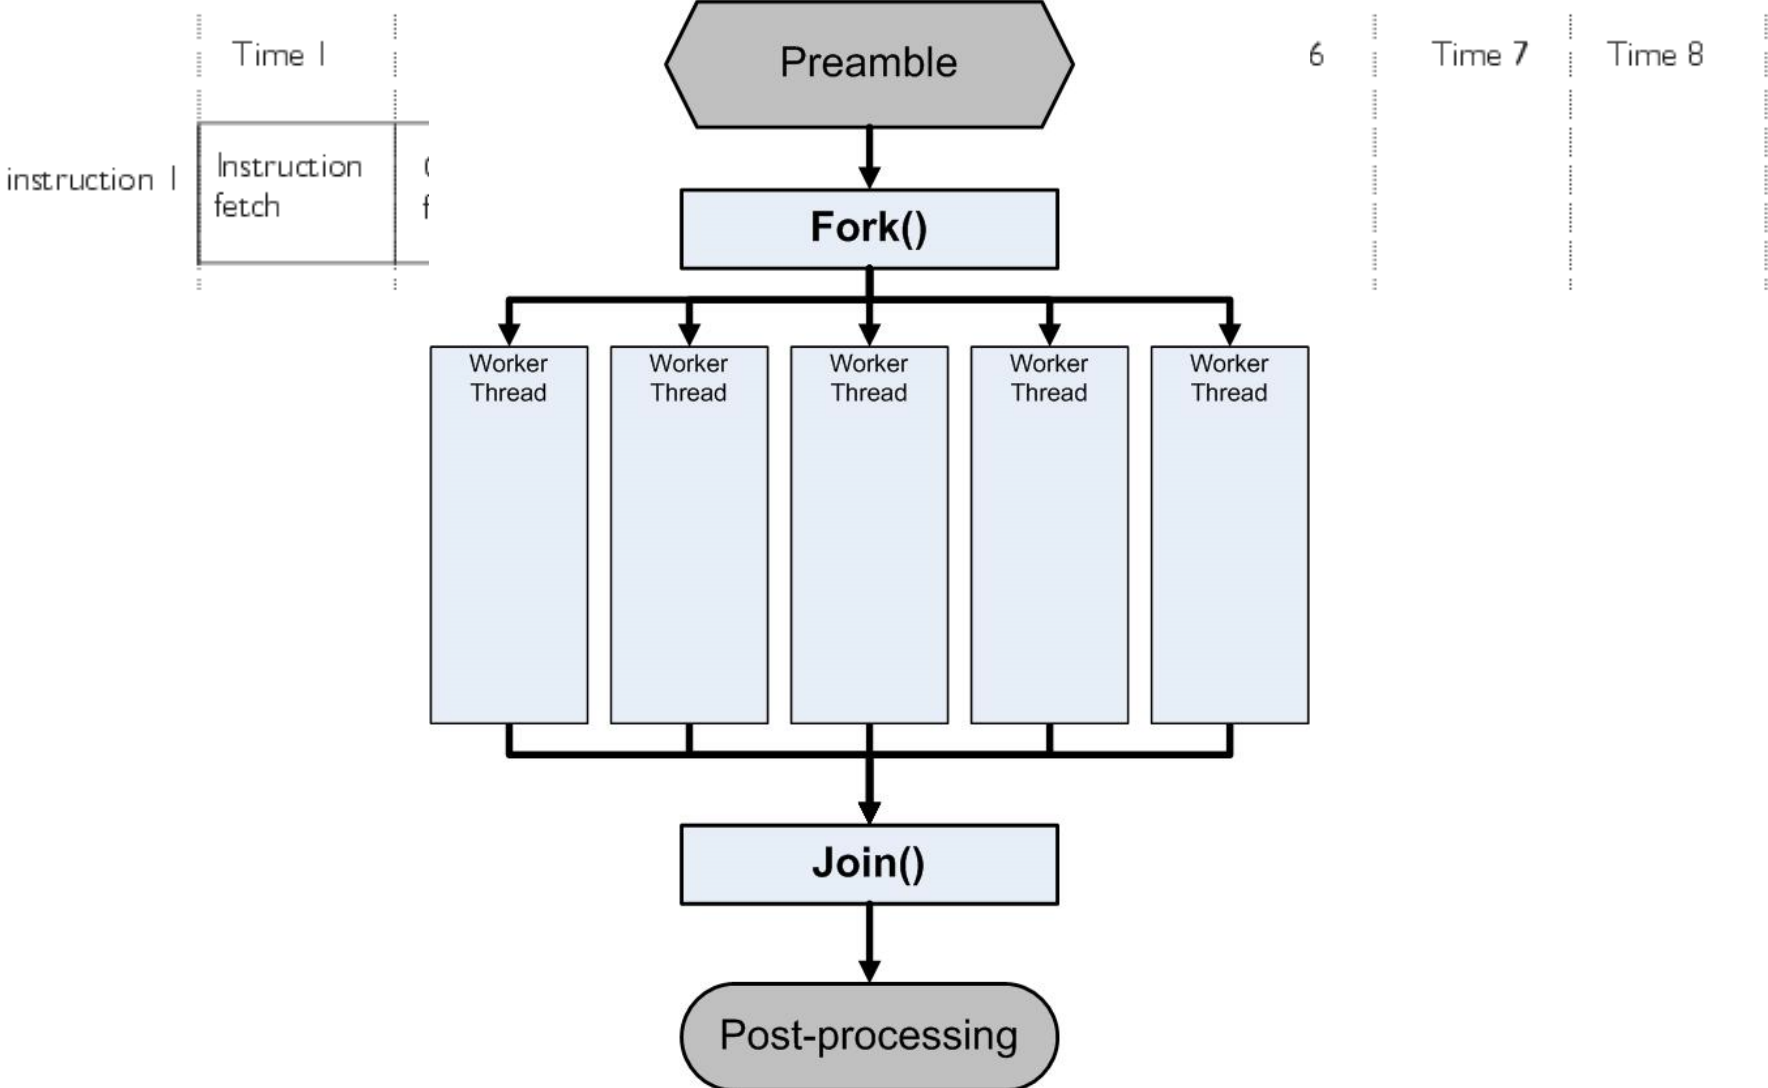 Time 1
Preamble
6
Time 7
Time 8
instruction 1
Instruction
fetch
Fork()
Worker
Thread
Worker
Thread
Worker
Thread
Worker
Thread
Worker
Thread
Join()
Post-processing